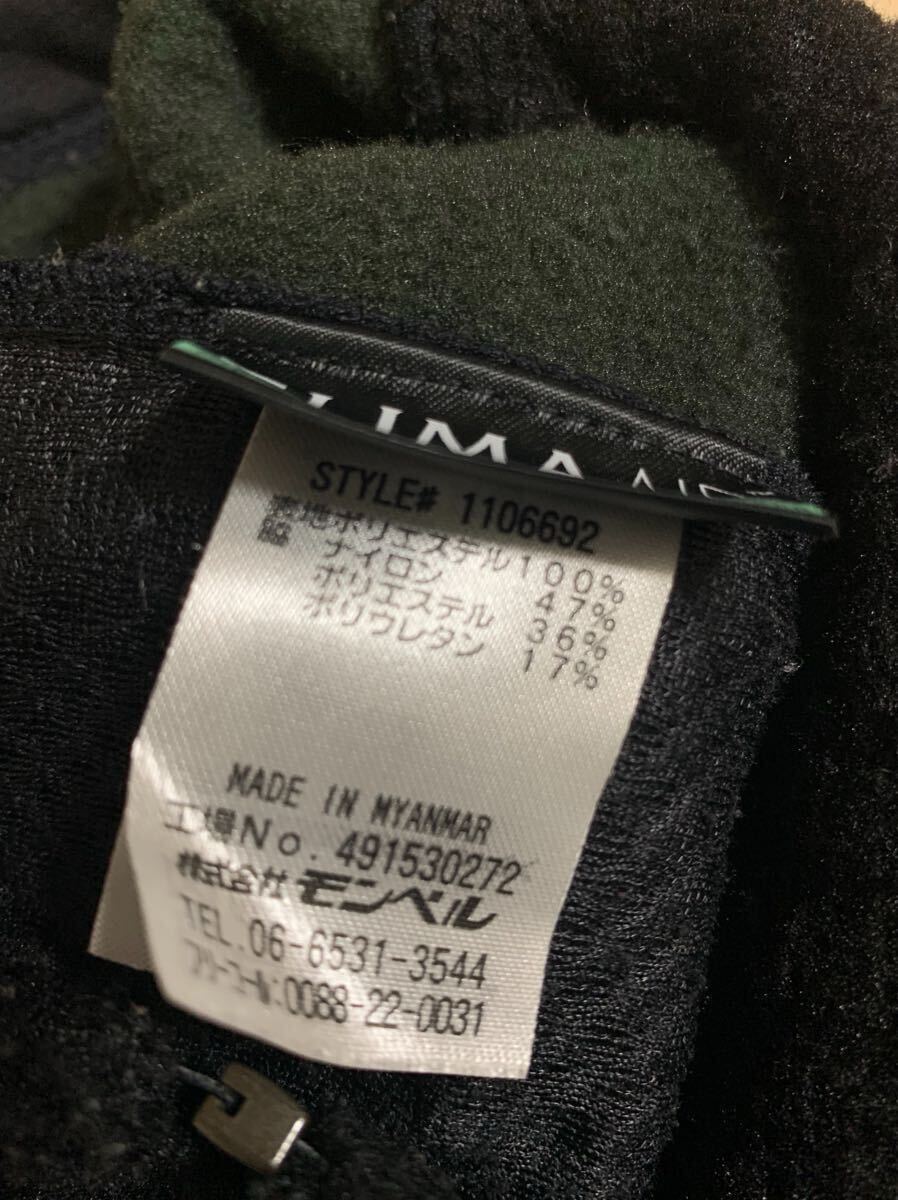 STYLE# 1106692
表地ポリエステル100%
脇 ナイロン 47%
ポリエステル 36%
ポリウレタン 17%
MADE IN MYANMAR
工場No. 491530272
株式会社モンベル
TEL. 06-6531-3544
フリーコール:0088-22-0031